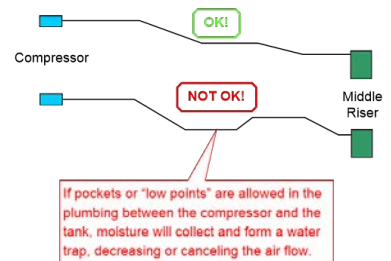 OK!
Compressor
NOT OK!
Middle
Riser
If pockets or "low points" are allowed in the
plumbing between the compressor and the
tank, moisture will collect and form a water
trap, decreasing or canceling the air flow.